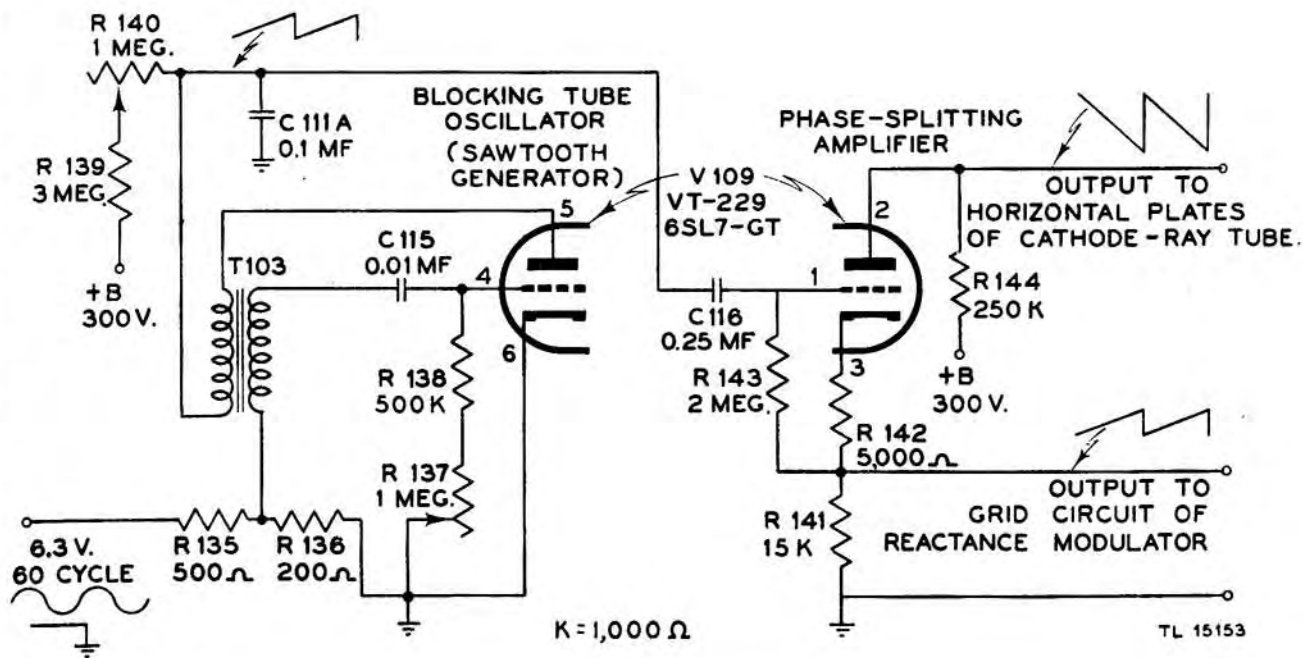 R 140
1 MEG.
C 111 A
0.1 MF
R 139
3 MEG.
+B
300 V.
BLOCKING TUBE
OSCILLATOR
(SAWTOOTH
GENERATOR)
V 109
VT-229
6SL7-GT
PHASE-SPLITTING
AMPLIFIER
OUTPUT TO
HORIZONTAL PLATES
OF CATHODE-RAY TUBE.
5
2
T103
C 115
0.01 MF
4
1
6
3
C 116
0.25 MF
R 144
250 K
+B
300 V.
R 138
500 K
R 143
2 MEG.
R 142
5,000 Ω
R 137
1 MEG.
R 141
15 K
OUTPUT TO
GRID CIRCUIT OF
REACTANCE MODULATOR
6.3 V.
60 CYCLE
R 135
500 Ω
R 136
200 Ω
K = 1,000 Ω
TL 15153